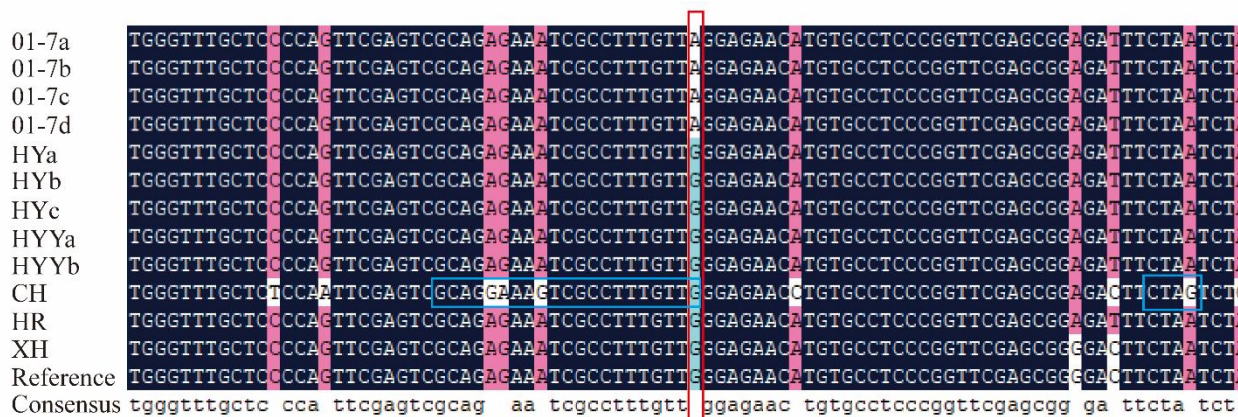 01-7a TGGGTTTGCTCCCCAGTTCGAGTCGCAGAGAAATCGCCTTTGTTAGGAGAACATGTGCCTCCCGGTTCGAGCGGAGATTTCTAATCT
01-7b TGGGTTTGCTCCCCAGTTCGAGTCGCAGAGAAATCGCCTTTGTTAGGAGAACATGTGCCTCCCGGTTCGAGCGGAGATTTCTAATCT
01-7c TGGGTTTGCTCCCCAGTTCGAGTCGCAGAGAAATCGCCTTTGTTAGGAGAACATGTGCCTCCCGGTTCGAGCGGAGATTTCTAATCT
01-7d TGGGTTTGCTCCCCAGTTCGAGTCGCAGAGAAATCGCCTTTGTTAGGAGAACATGTGCCTCCCGGTTCGAGCGGAGATTTCTAATCT
HYa TGGGTTTGCTCCCCAGTTCGAGTCGCAGAGAAATCGCCTTTGTTGGGAGAACATGTGCCTCCCGGTTCGAGCGGAGATTTCTAATCT
HYb TGGGTTTGCTCCCCAGTTCGAGTCGCAGAGAAATCGCCTTTGTTGGGAGAACATGTGCCTCCCGGTTCGAGCGGAGATTTCTAATCT
HYc TGGGTTTGCTCCCCAGTTCGAGTCGCAGAGAAATCGCCTTTGTTGGGAGAACATGTGCCTCCCGGTTCGAGCGGAGATTTCTAATCT
HYYa TGGGTTTGCTCCCCAGTTCGAGTCGCAGAGAAATCGCCTTTGTTGGGAGAACATGTGCCTCCCGGTTCGAGCGGAGATTTCTAATCT
HYYb TGGGTTTGCTCCCCAGTTCGAGTCGCAGAGAAATCGCCTTTGTTGGGAGAACATGTGCCTCCCGGTTCGAGCGGAGATTTCTAATCT
CH TGGGTTTGCTCTCCAATTCGAGTCGCAGGAAAGTCGCCTTTGTTGGGAGAACCTGTGCCTCCCGGTTCGAGCGGAGACTTCTAGTCT
HR TGGGTTTGCTCCCCAGTTCGAGTCGCAGAGAAATCGCCTTTGTTGGGAGAACATGTGCCTCCCGGTTCGAGCGGAGATTTCTAATCT
XH TGGGTTTGCTCCCCAGTTCGAGTCGCAGAGAAATCGCCTTTGTTGGGAGAACATGTGCCTCCCGGTTCGAGCGGGGACTTCTAATCT
Reference TGGGTTTGCTCCCCAGTTCGAGTCGCAGAGAAATCGCCTTTGTTGGGAGAACATGTGCCTCCCGGTTCGAGCGGGGACTTCTAATCT
Consensus tgggtttgctc cca ttcgagtcgcag  aa tcgcctttgtt ggagaac tgtgcctcccggttcgagcgg ga ttcta tct